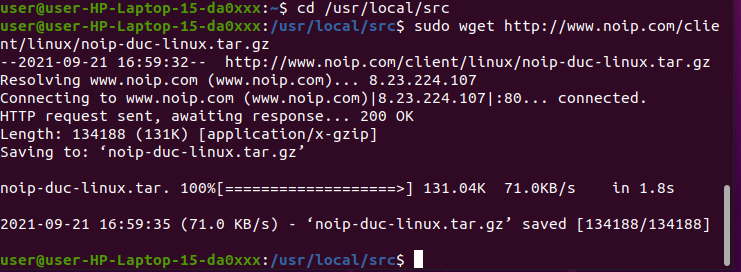 user@user-HP-Laptop-15-da0xxx:~$ cd /usr/local/src
user@user-HP-Laptop-15-da0xxx:/usr/local/src$ sudo wget http://www.noip.com/clie
nt/linux/noip-duc-linux.tar.gz
--2021-09-21 16:59:32--  http://www.noip.com/client/linux/noip-duc-linux.tar.gz
Resolving www.noip.com (www.noip.com)... 8.23.224.107
Connecting to www.noip.com (www.noip.com)|8.23.224.107|:80... connected.
HTTP request sent, awaiting response... 200 OK
Length: 134188 (131K) [application/x-gzip]
Saving to: ‘noip-duc-linux.tar.gz’
noip-duc-linux.tar. 100%[===================>] 131.04K  71.0KB/s    in 1.8s
2021-09-21 16:59:35 (71.0 KB/s) - ‘noip-duc-linux.tar.gz’ saved [134188/134188]
user@user-HP-Laptop-15-da0xxx:/usr/local/src$